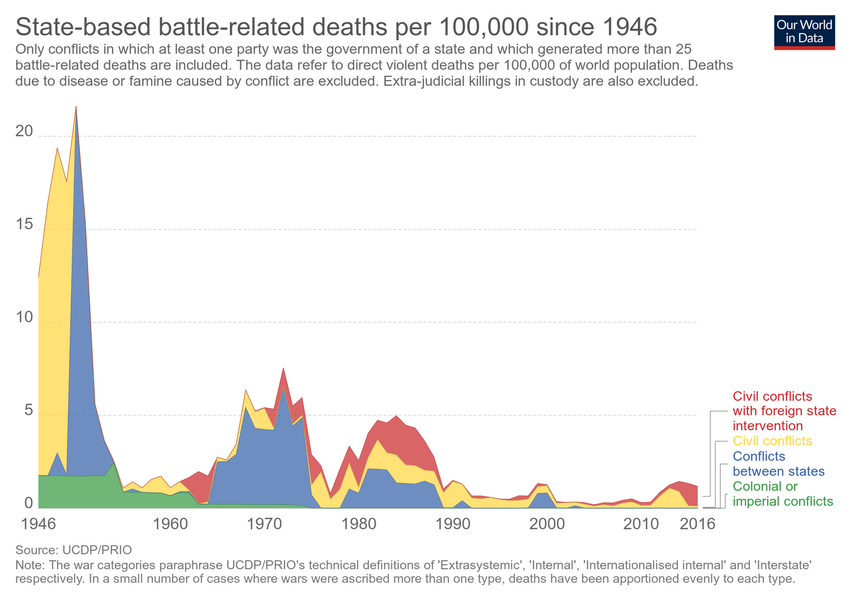 State-based battle-related deaths per 100,000 since 1946
Our World
in Data
Only conflicts in which at least one party was the government of a state and which generated more than 25
battle-related deaths are included. The data refer to direct violent deaths per 100,000 of world population. Deaths
due to disease or famine caused by conflict are excluded. Extra-judicial killings in custody are also excluded.
20
15
10
5
0
Civil conflicts
with foreign state
intervention
Civil conflicts
Conflicts
between states
Colonial or
imperial conflicts
1946 1960 1970 1980 1990 2000 2010 2016
Source: UCDP/PRIO
Note: The war categories paraphrase UCDP/PRIO's technical definitions of 'Extrasystemic', 'Internal', 'Internationalised internal' and 'Interstate'
respectively. In a small number of cases where wars were ascribed more than one type, deaths have been apportioned evenly to each type.